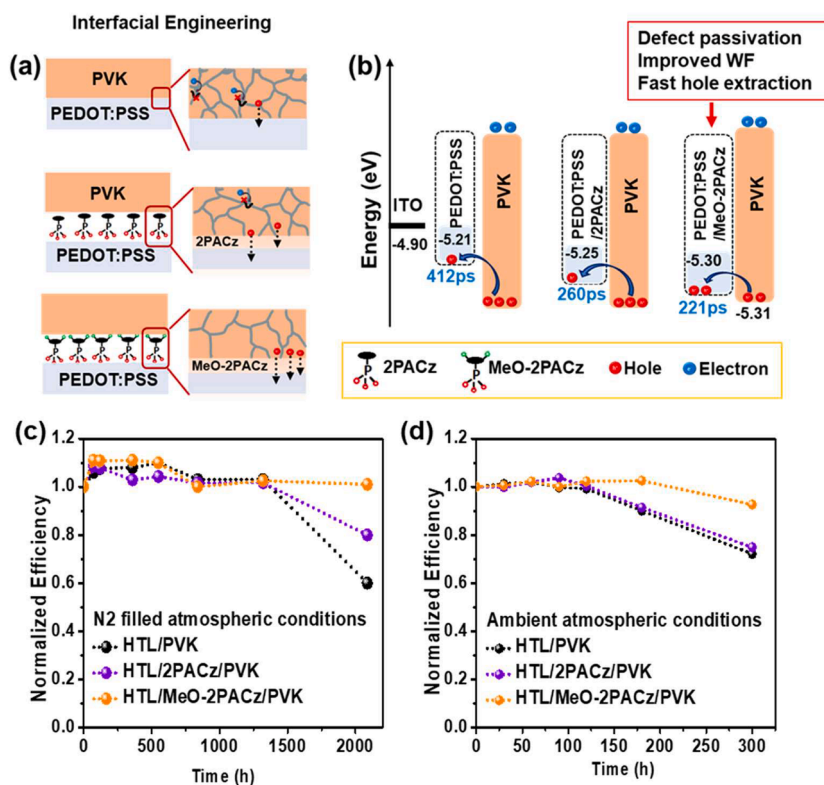 Interfacial Engineering
(a)
PVK
PEDOT:PSS
PVK
PEDOT:PSS
2PACz
PEDOT:PSS
MeO-2PACz
P
P
P
P
P
P
P
P
P
P
(b)
Defect passivation
Improved WF
Fast hole extraction
Energy (eV)
ITO
-4.90
PEDOT:PSS
-5.21
412ps
PVK
PEDOT:PSS
/2PACz
-5.25
260ps
PVK
PEDOT:PSS
/MeO-2PACz
-5.30
221ps
PVK
-5.31
P
2PACz
P
MeO-2PACz
Hole
Electron
(c)
Normalized Efficiency
1.2
1.0
0.8
0.6
0.4
0.2
0.0
N2 filled atmospheric conditions
HTL/PVK
HTL/2PACz/PVK
HTL/MeO-2PACz/PVK
0 500 1000 1500 2000
Time (h)
(d)
Normalized Efficiency
1.2
1.0
0.8
0.6
0.4
0.2
0.0
Ambient atmospheric conditions
HTL/PVK
HTL/2PACz/PVK
HTL/MeO-2PACz/PVK
0 50 100 150 200 250 300
Time (h)